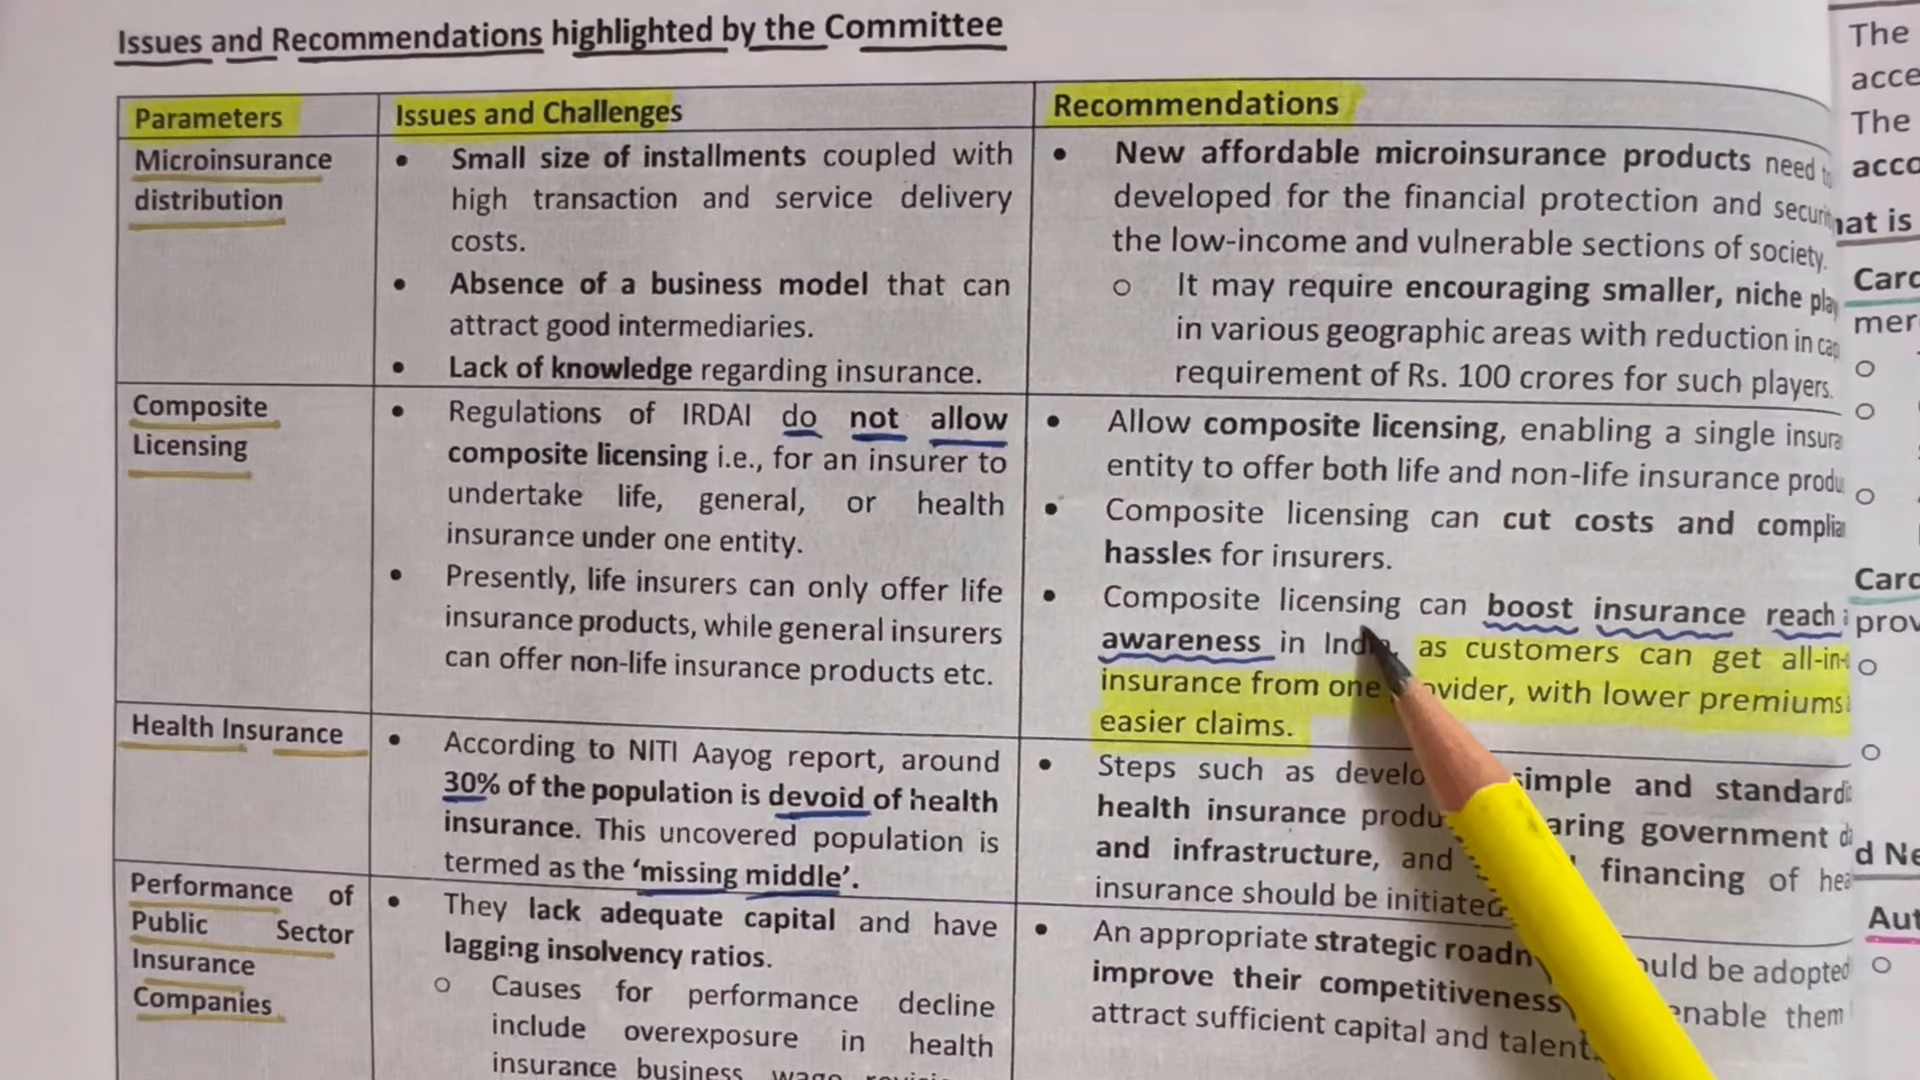 Issues and Recommendations highlighted by the Committee
Parameters
Issues and Challenges
Recommendations
Microinsurance
distribution
• Small size of installments coupled with
high transaction and service delivery
costs.
• Absence of a business model that can
attract good intermediaries.
• Lack of knowledge regarding insurance.
• New affordable microinsurance products need
developed for the financial protection and
the low-income and vulnerable sections of society.
o It may require encouraging smaller, niche
in various geographic areas with reduction in
requirement of Rs. 100 crores for such players.
Composite
Licensing
• Regulations of IRDAI do not allow
composite licensing i.e., for an insurer to
undertake life, general, or health
insurance under one entity.
• Presently, life insurers can only offer life
insurance products, while general insurers
can offer non-life insurance products etc.
• Allow composite licensing, enabling a single
entity to offer both life and non-life insurance
• Composite licensing can cut costs and
hassles for insurers.
• Composite licensing can boost insurance reach
awareness in as customers can get
insurance from one with lower premiums
easier claims.
Health Insurance
• According to NITI Aayog report, around
30% of the population is devoid of health
insurance. This uncovered population is
termed as the ‘missing middle’.
• Steps such as simple and
health insurance government
and infrastructure, and financing of
insurance should be initiated
Performance of
Public Sector
Insurance
Companies
• They lack adequate capital and have
lagging insolvency ratios.
o Causes for performance decline
include overexposure in health
insurance business
• An appropriate strategic be adopted
improve their competitiveness enable them
attract sufficient capital and talent.
The
The